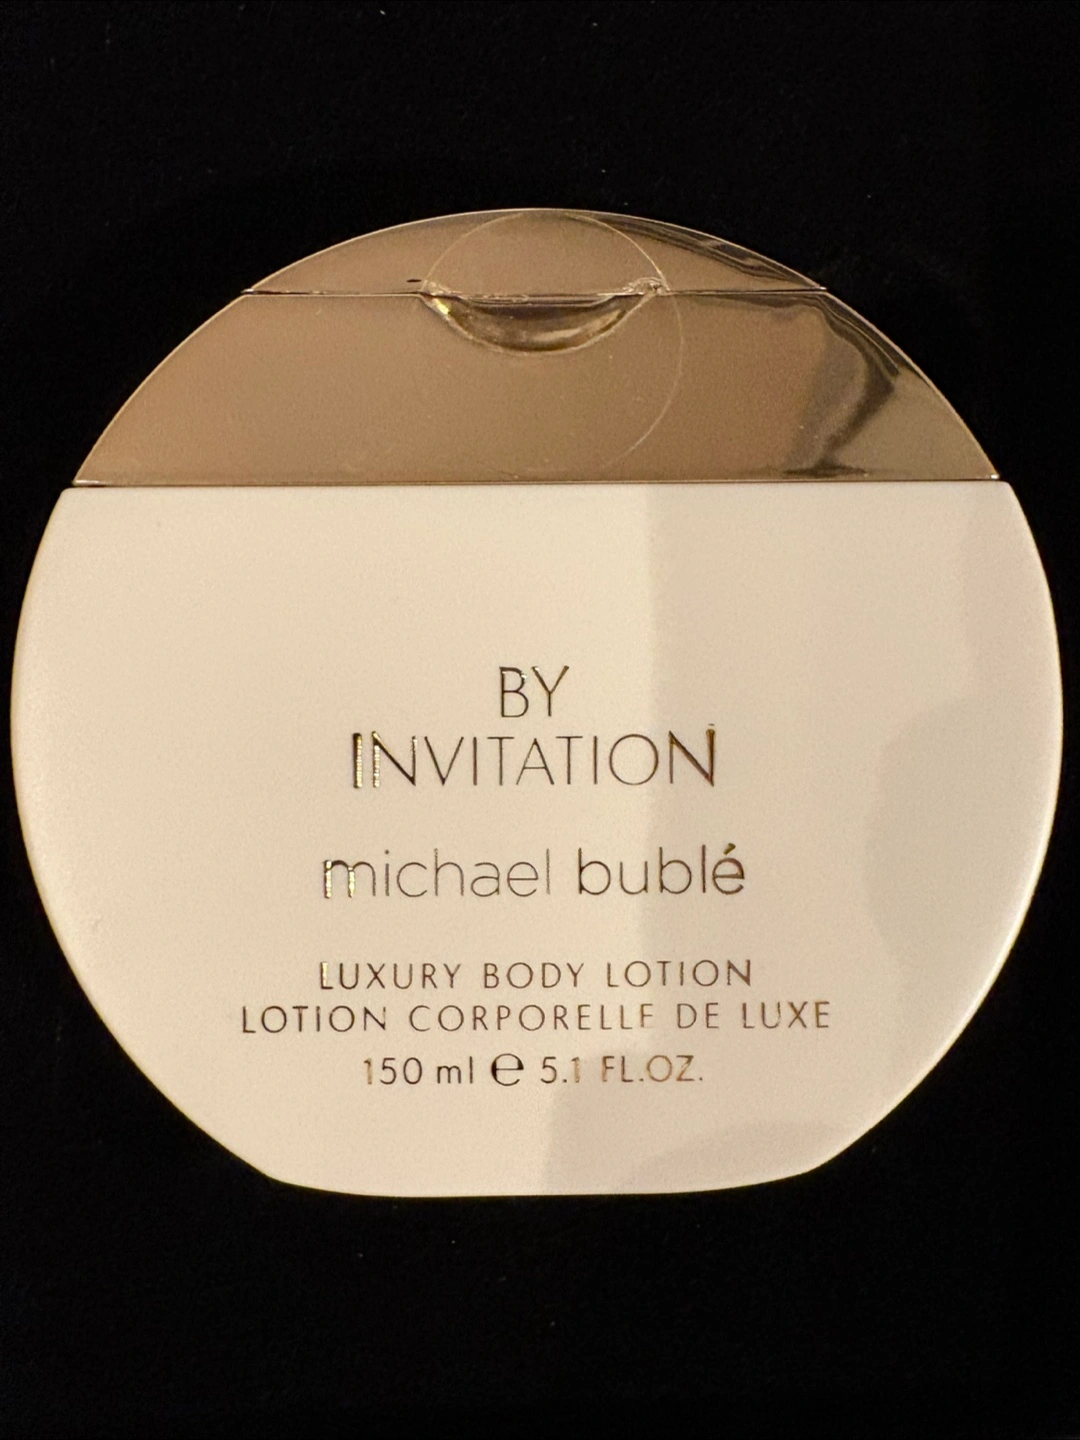 BY
INVITATION
michael bublé
LUXURY BODY LOTION
LOTION CORPORELLE DE LUXE
150 ml ℮ 5.1 FL.OZ.